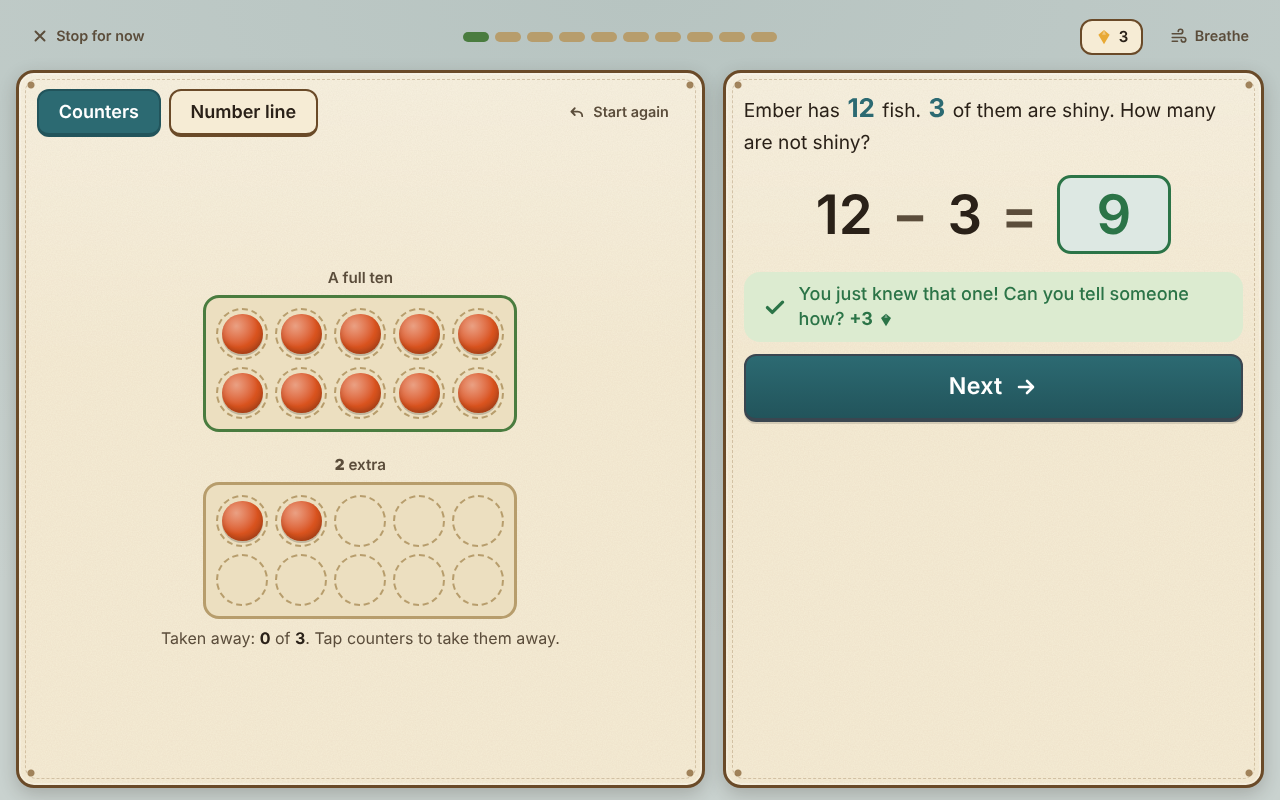 Stop for now
3
Breathe
Counters
Number line
Start again
A full ten
2 extra
Taken away: 0 of 3. Tap counters to take them away.
Ember has 12 fish. 3 of them are shiny. How many
are not shiny?
12 − 3 = 9
You just knew that one! Can you tell someone
how? +3
Next →